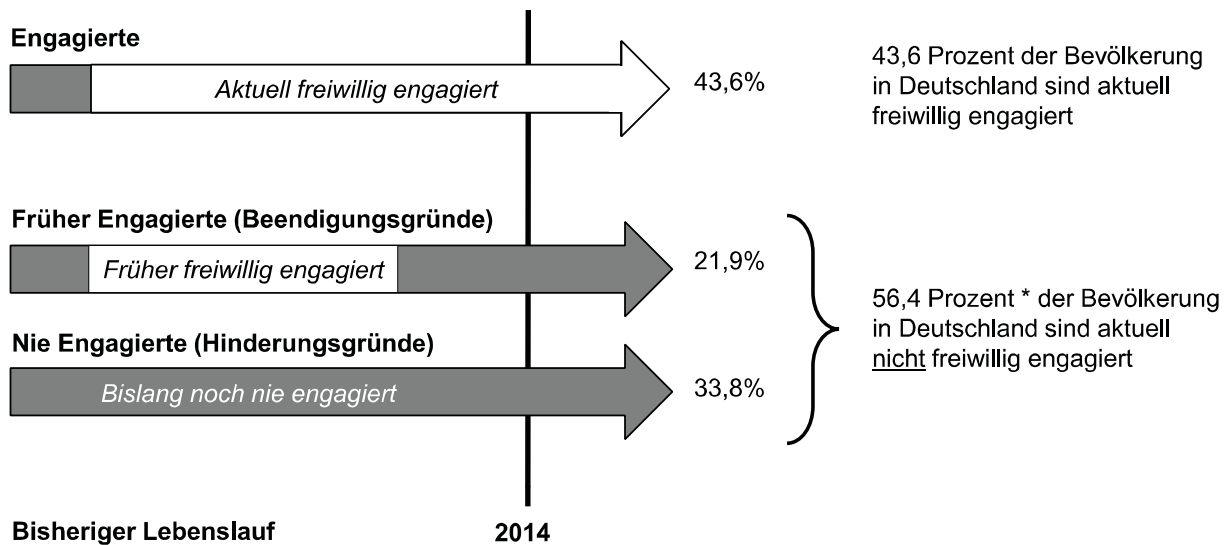 Engagierte
Aktuell freiwillig engagiert
43,6%
43,6 Prozent der Bevölkerung
in Deutschland sind aktuell
freiwillig engagiert
Früher Engagierte (Beendigungsgründe)
Früher freiwillig engagiert
21,9%
Nie Engagierte (Hinderungsgründe)
Bislang noch nie engagiert
33,8%
56,4 Prozent * der Bevölkerung
in Deutschland sind aktuell
nicht freiwillig engagiert
Bisheriger Lebenslauf
2014